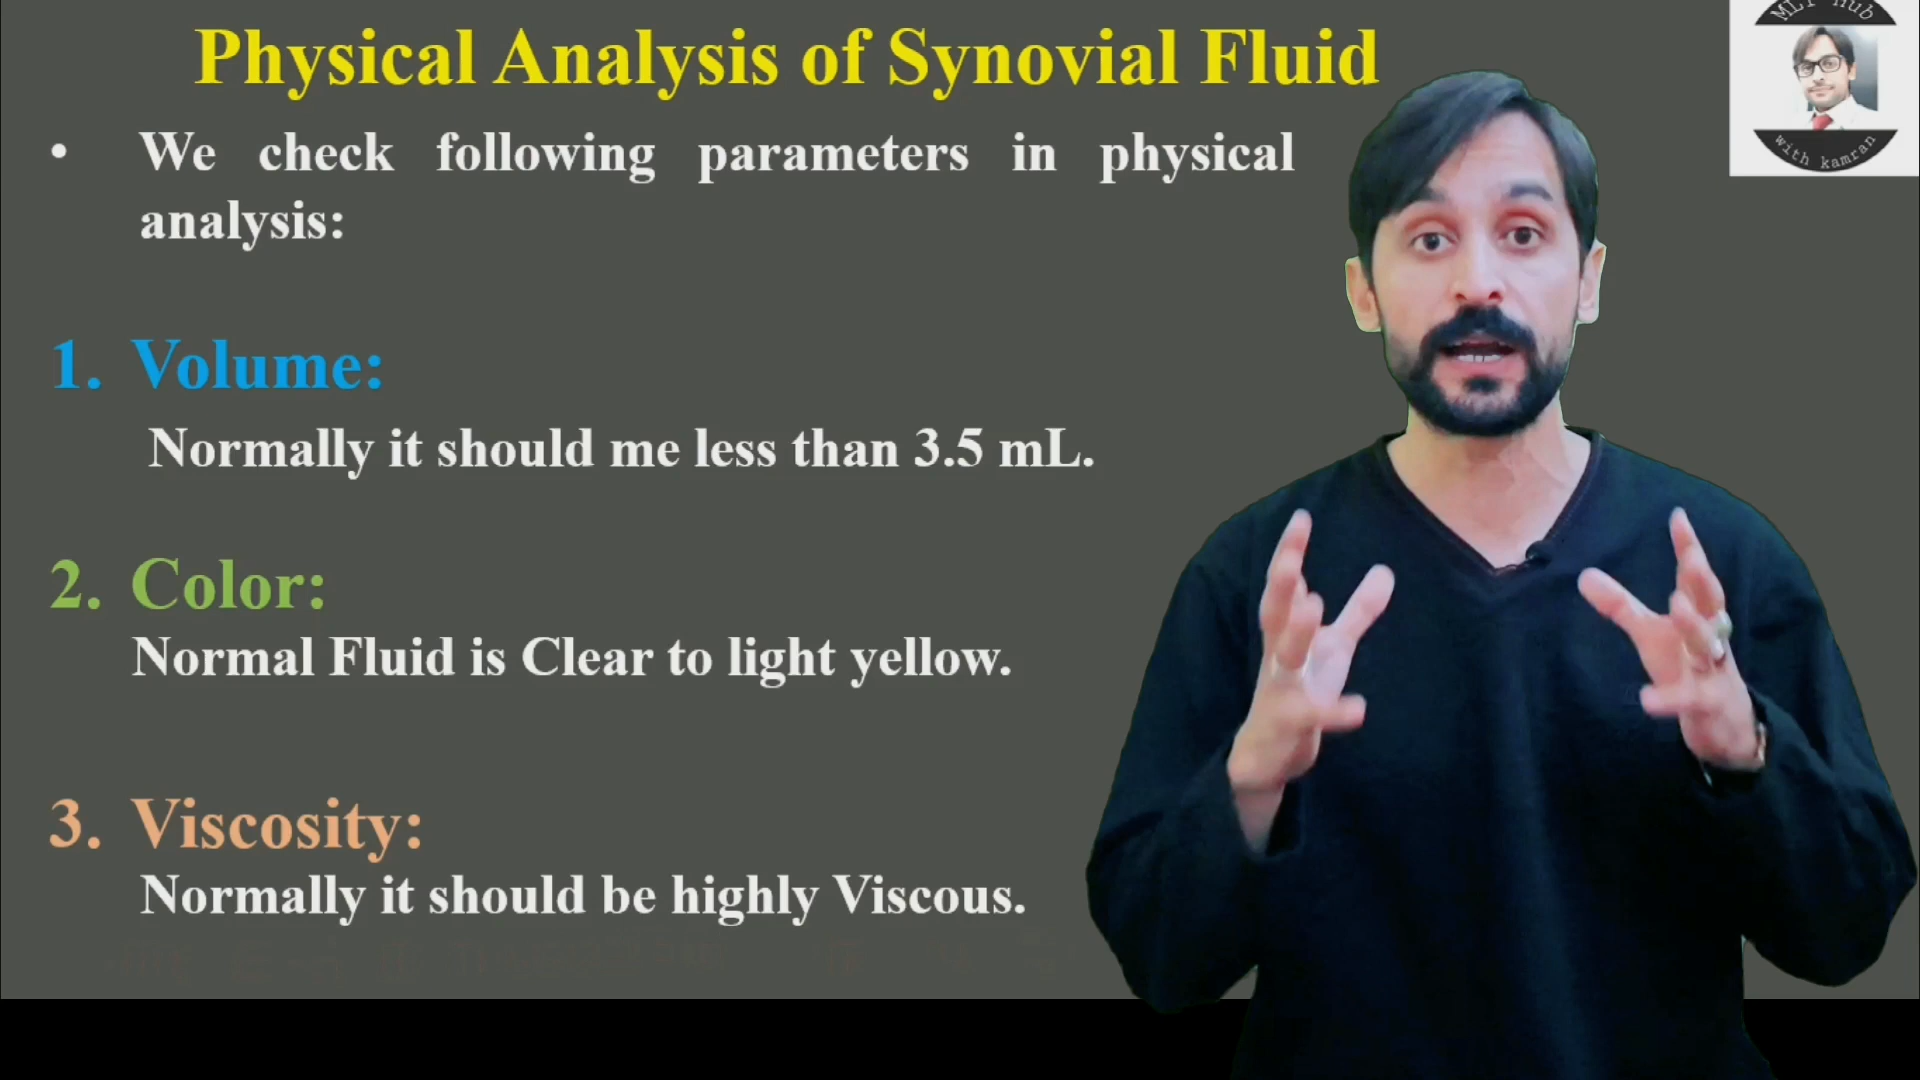 Physical Analysis of Synovial Fluid
• We check following parameters in physical
analysis:
1. Volume:
Normally it should me less than 3.5 mL.
2. Color:
Normal Fluid is Clear to light yellow.
3. Viscosity:
Normally it should be highly Viscous.
MLT hub
with kamran